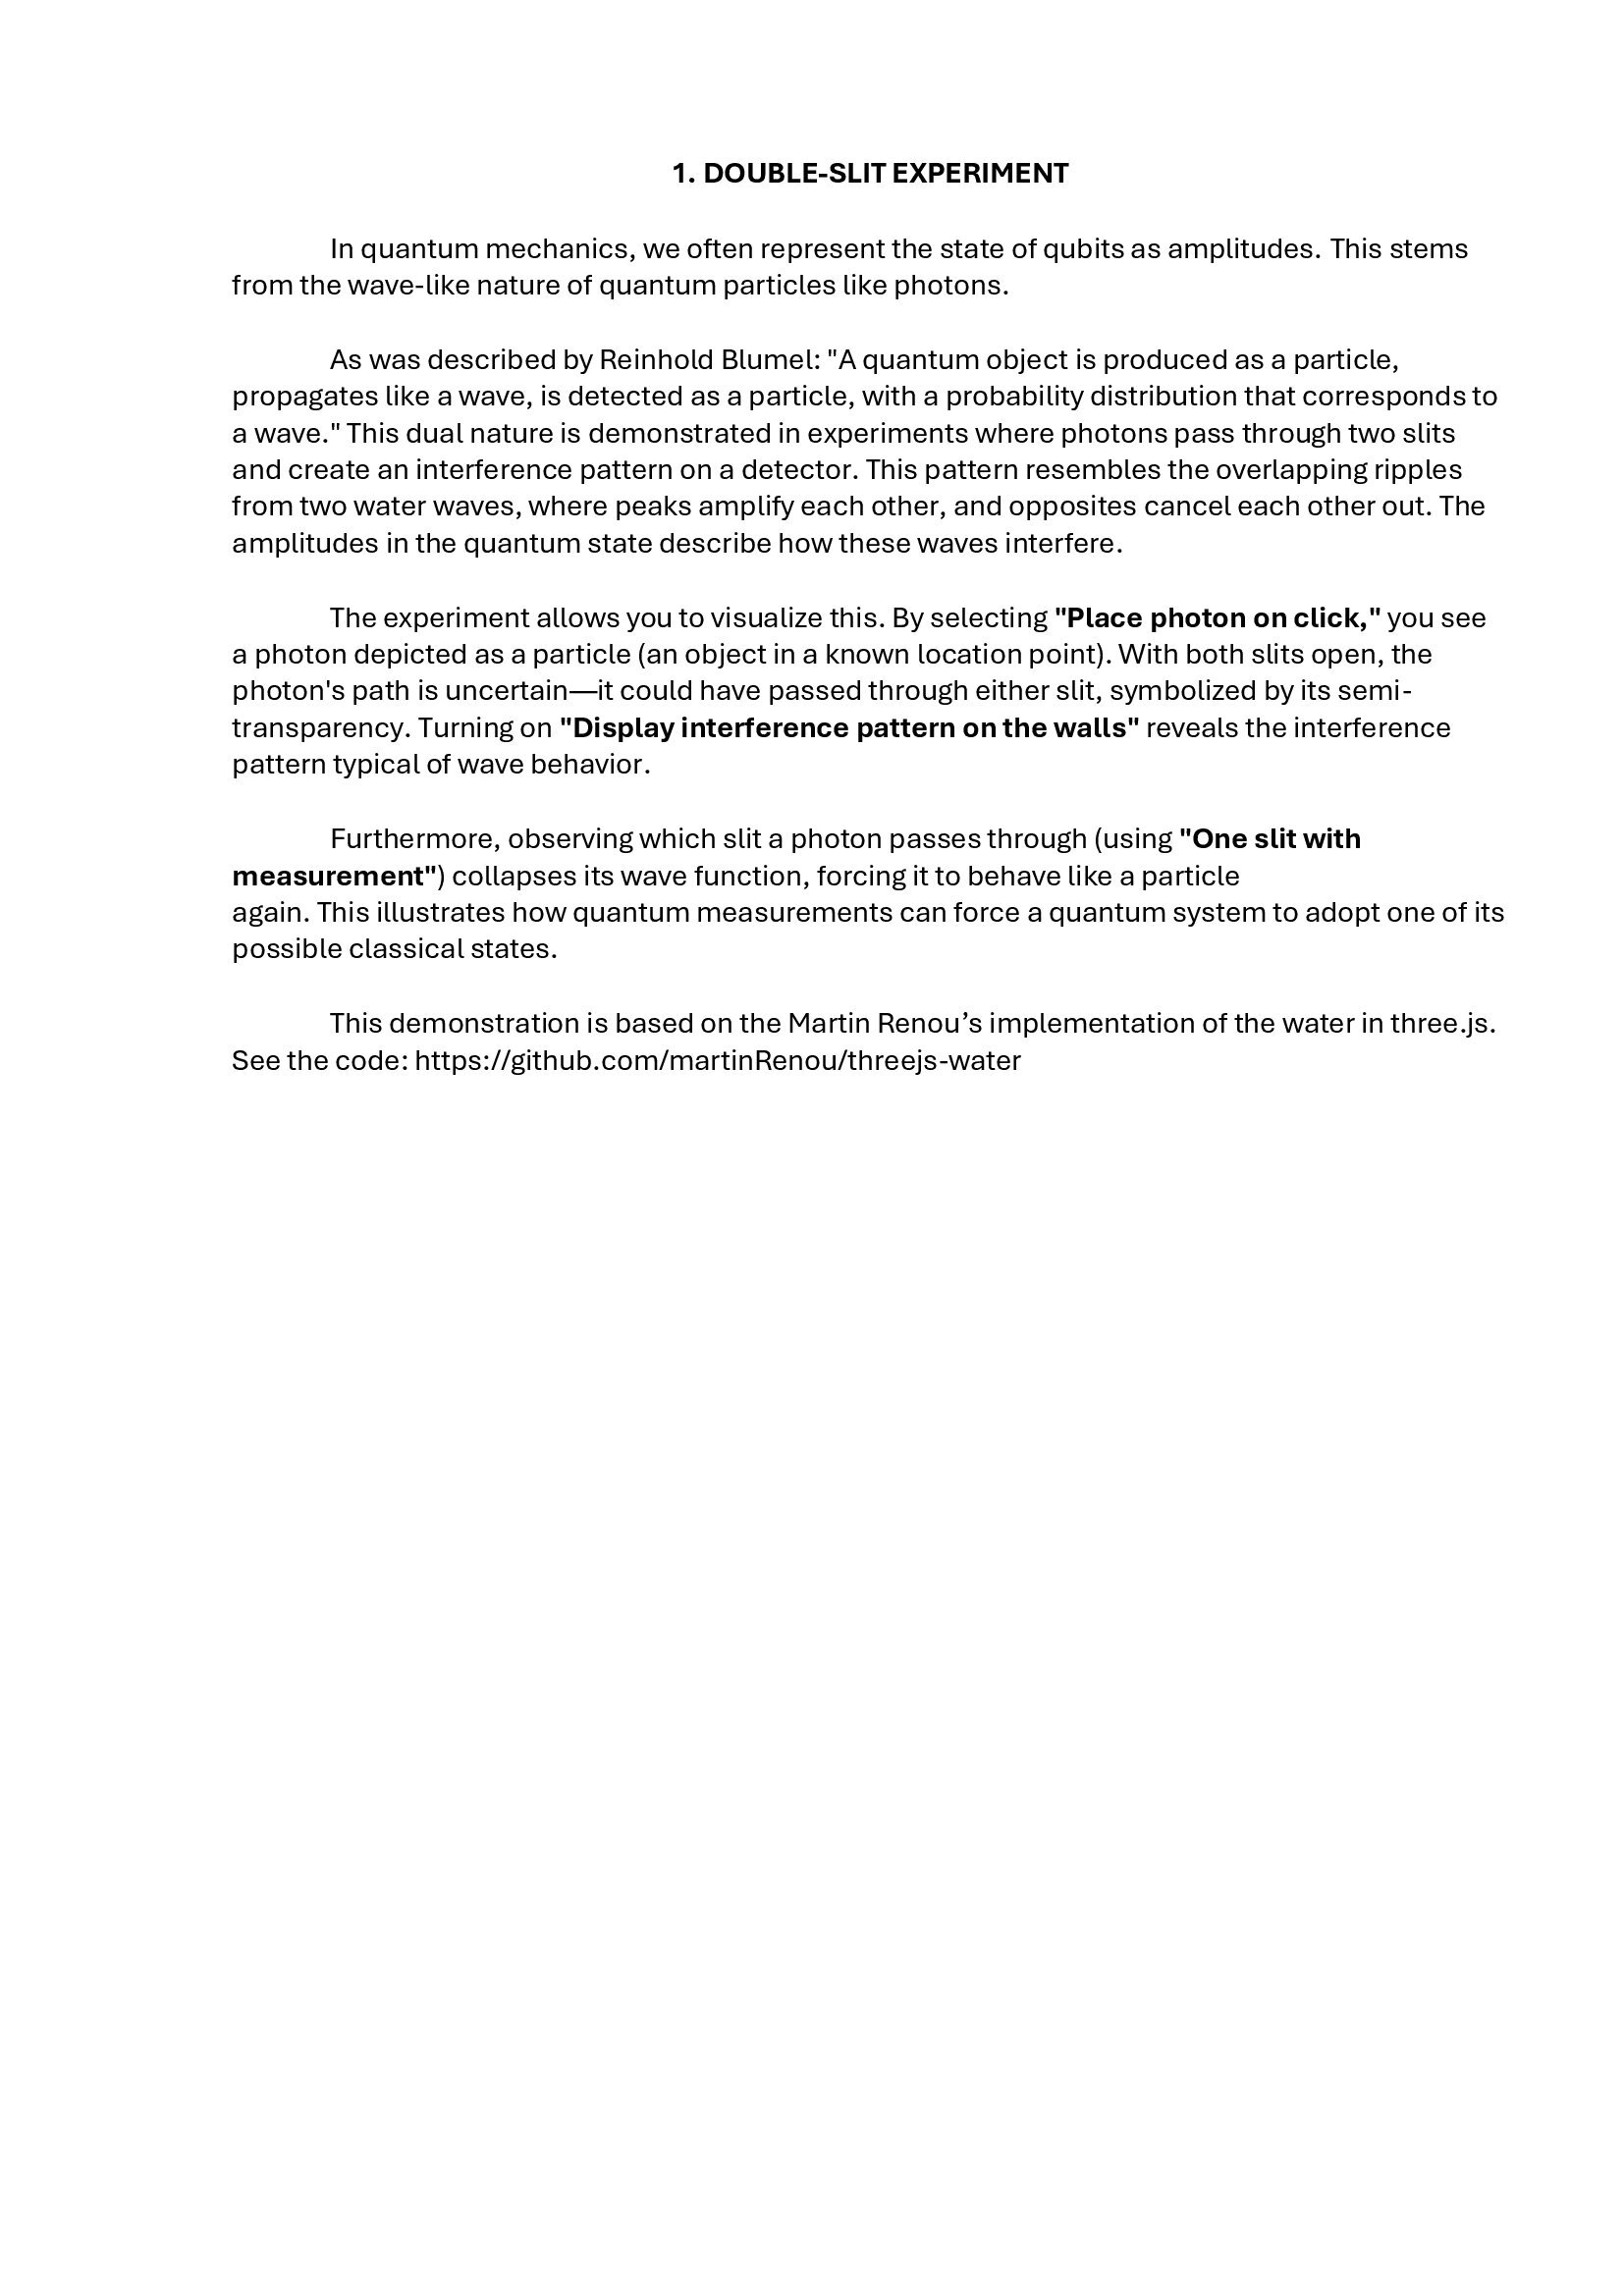 1. DOUBLE-SLIT EXPERIMENT
In quantum mechanics, we often represent the state of qubits as amplitudes. This stems
from the wave-like nature of quantum particles like photons.
As was described by Reinhold Blumel: "A quantum object is produced as a particle,
propagates like a wave, is detected as a particle, with a probability distribution that corresponds to
a wave." This dual nature is demonstrated in experiments where photons pass through two slits
and create an interference pattern on a detector. This pattern resembles the overlapping ripples
from two water waves, where peaks amplify each other, and opposites cancel each other out. The
amplitudes in the quantum state describe how these waves interfere.
The experiment allows you to visualize this. By selecting "Place photon on click," you see
a photon depicted as a particle (an object in a known location point). With both slits open, the
photon's path is uncertain—it could have passed through either slit, symbolized by its semi-
transparency. Turning on "Display interference pattern on the walls" reveals the interference
pattern typical of wave behavior.
Furthermore, observing which slit a photon passes through (using "One slit with
measurement") collapses its wave function, forcing it to behave like a particle
again. This illustrates how quantum measurements can force a quantum system to adopt one of its
possible classical states.
This demonstration is based on the Martin Renou’s implementation of the water in three.js.
See the code: https://github.com/martinRenou/threejs-water